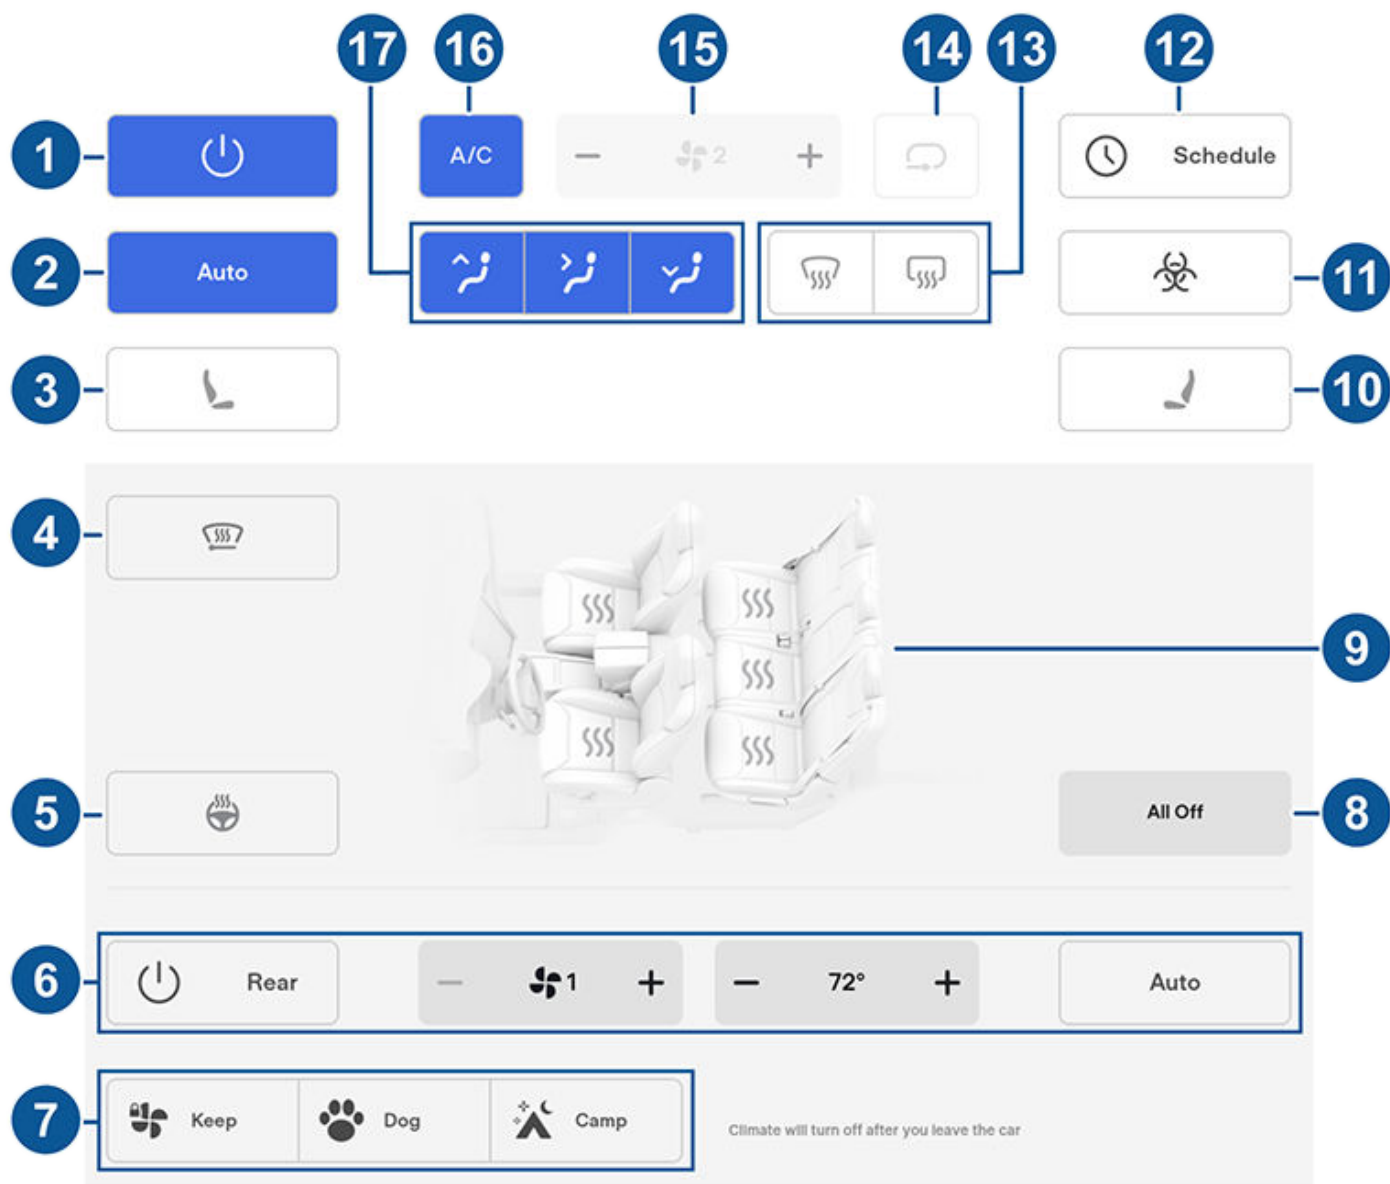 17 16 15 14 13 12
1 A/C − 2 + Schedule
2 Auto 11
3 10
4
9
5 All Off 8
6 Rear − 1 + − 72° + Auto
7 Keep Dog Camp Climate will turn off after you leave the car